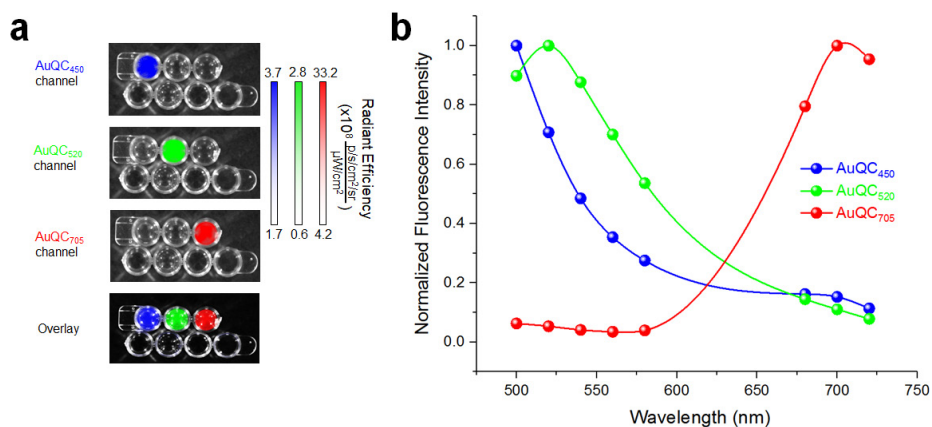 a
AuQC450
channel
AuQC520
channel
AuQC705
channel
Overlay
3.7 2.8 33.2
1.7 0.6 4.2
Radiant Efficiency
(x10⁸ p/s/cm²/sr
µW/cm²)
b
Normalized Fluorescence Intensity
1.0
0.8
0.6
0.4
0.2
0.0
AuQC450
AuQC520
AuQC705
500 550 600 650 700 750
Wavelength (nm)